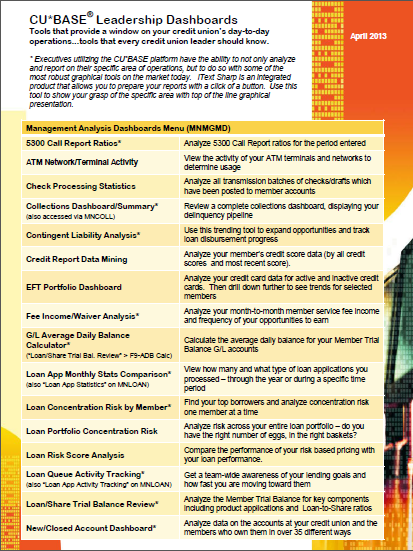 CU*BASE® Leadership Dashboards
Tools that provide a window on your credit union's day-to-day
operations...tools that every credit union leader should know.
April 2013
* Executives utilizing the CU*BASE platform have the ability to not only analyze
and report on their specific area of operations, but to do so with some of the
most robust graphical tools on the market today.  iText Sharp is an integrated
product that allows you to prepare your reports with a click of a button.  Use this
tool to show your grasp of the specific area with top of the line graphical
presentation.
Management Analysis Dashboards Menu (MNMGMD)
5300 Call Report Ratios*
Analyze 5300 Call Report ratios for the period entered
ATM Network/Terminal Activity
View the activity of your ATM terminals and networks to
determine usage
Check Processing Statistics
Analyze all transmission batches of checks/drafts which
have been posted to member accounts
Collections Dashboard/Summary*
(also accessed via MNCOLL)
Review a complete collections dashboard, displaying your
delinquency pipeline
Contingent Liability Analysis*
Use this trending tool to expand opportunities and track
loan disbursement progress
Credit Report Data Mining
Analyze your member's credit score data (by all credit
scores  and most recent score).
EFT Portfolio Dashboard
Analyze your credit card data for active and inactive credit
cards.  Then drill down further to see trends for selected
members
Fee Income/Waiver Analysis*
Analyze your month-to-month member service fee income
and frequency of your opportunities to earn
G/L Average Daily Balance
Calculator*
("Loan/Share Trial Bal. Review" > F9-ADB Calc)
Calculate the average daily balance for your Member Trial
Balance G/L accounts
Loan App Monthly Stats Comparison*
(also "Loan App Statistics" on MNLOAN)
View how many and what type of loan applications you
processed – through the year or during a specific time
period
Loan Concentration Risk by Member*
Find your top borrowers and analyze concentration risk
one member at a time
Loan Portfolio Concentration Risk
Analyze risk across your entire loan portfolio – do you
have the right number of eggs, in the right baskets?
Loan Risk Score Analysis
Compare the performance of your risk based pricing with
your loan performance.
Loan Queue Activity Tracking*
(also "Loan App Activity Tracking" on MNLOAN)
Get a team-wide awareness of your lending goals and
how fast you are moving toward them
Loan/Share Trial Balance Review*
Analyze the Member Trial Balance for key components
including product applications and  Loan-to-Share ratios
New/Closed Account Dashboard*
Analyze data on the accounts at your credit union and the
members who own them in over 35 different ways